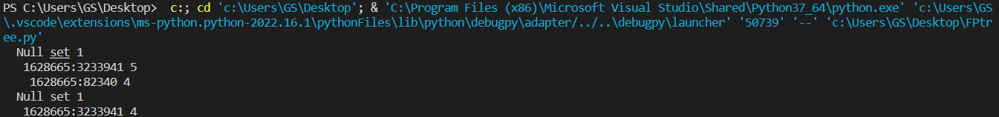 PS C:\Users\GS\Desktop>  c:; cd 'c:\Users\GS\Desktop'; & 'C:\Program Files (x86)\Microsoft Visual Studio\Shared\Python37_64\python.exe' 'c:\Users\GS
\.vscode\extensions\ms-python.python-2022.16.1\pythonFiles\lib\python\debugpy\adapter/../..\debugpy\launcher' '50739' '--' 'c:\Users\GS\Desktop\FPtr
ee.py'
  Null set 1
   1628665:3233941 5
    1628665:82340 4
  Null set 1
   1628665:3233941 4